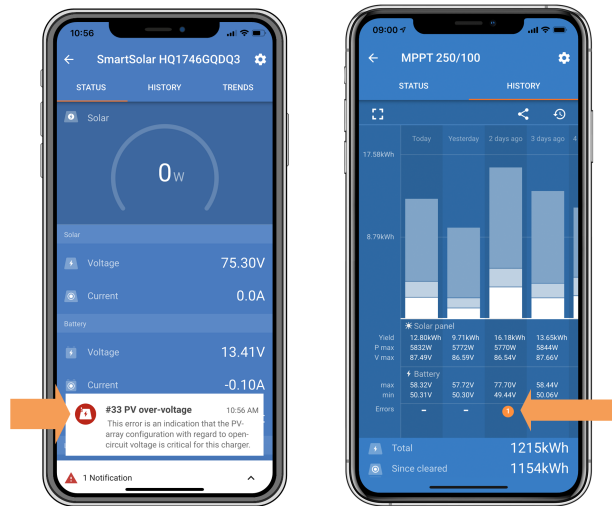 10:56
SmartSolar HQ1746GQDQ3
STATUS HISTORY TRENDS
Solar
0W
Solar
Voltage 75.30V
Current 0.0A
Battery
Voltage 13.41V
Current -0.10A
#33 PV over-voltage 10:56 AM
This error is an indication that the PV-
array configuration with regard to open-
circuit voltage is critical for this charger.
1 Notification
09:00
MPPT 250/100
STATUS HISTORY
Today Yesterday 2 days ago 3 days ago 4
17.58kWh
8.79kWh
Solar panel
Yield 12.80kWh 9.71kWh 16.18kWh 13.65kWh
P max 5832W 5772W 5770W 5844W
V max 87.49V 86.59V 86.54V 87.66V
Battery
max 58.32V 57.72V 77.70V 58.44V
min 50.31V 50.30V 49.44V 50.06V
Errors - - 1
Total 1215kWh
Since cleared 1154kWh